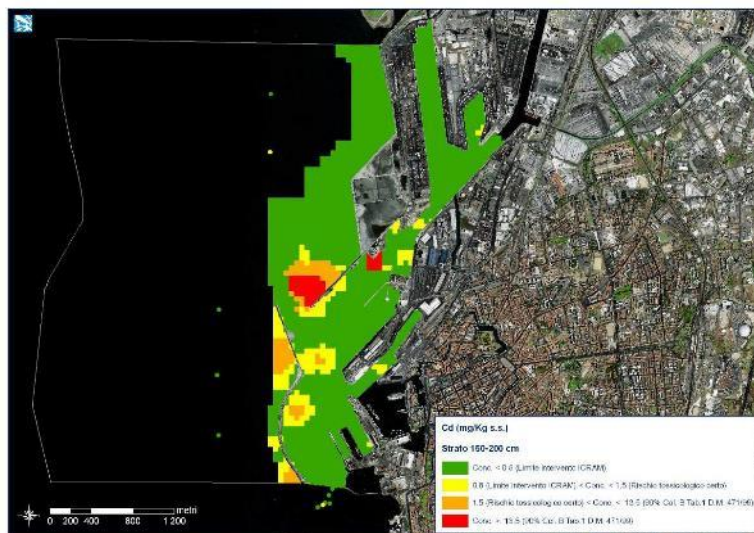 Cd (mg/Kg s.s.)
Strato 150-200 cm
Conc. < 0.8 (Limite intervento ICRAM)
0.8 (Limite intervento ICRAM) < Conc. < 1.5 (Rischio tossicologico certo)
1.5 (Rischio tossicologico certo) < Conc. < 13.5 (90% Col. B Tab.1 D.M. 471/99)
Conc. > 13.5 (90% Col. B Tab.1 D.M. 471/99)
metri
0 200 400 800 1 200